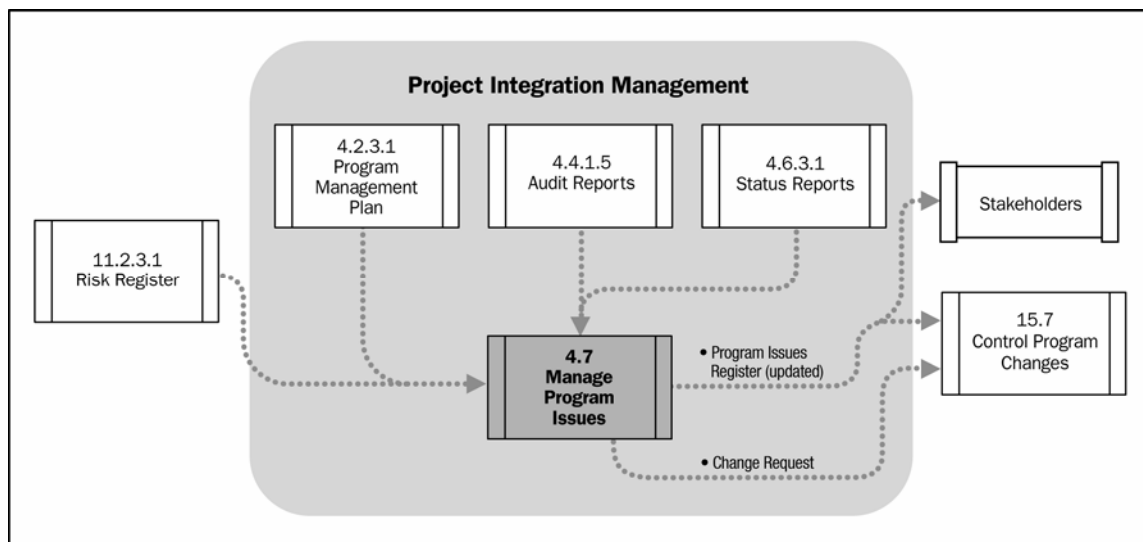 Project Integration Management
4.2.3.1
Program
Management
Plan
4.4.1.5
Audit Reports
4.6.3.1
Status Reports
Stakeholders
11.2.3.1
Risk Register
15.7
Control Program
Changes
4.7
Manage
Program
Issues
• Program Issues
Register (updated)
• Change Request